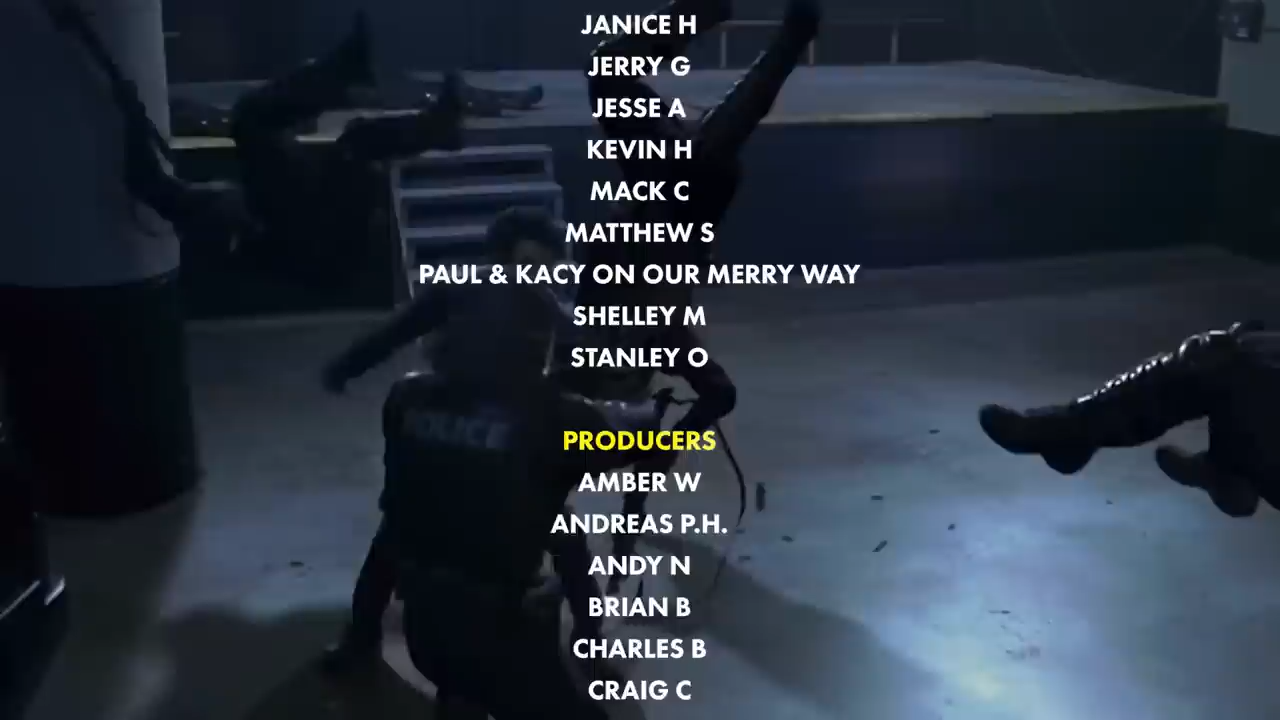 JANICE H
JERRY G
JESSE A
KEVIN H
MACK C
MATTHEW S
PAUL & KACY ON OUR MERRY WAY
SHELLEY M
STANLEY O
POLICE
PRODUCERS
AMBER W
ANDREAS P.H.
ANDY N
BRIAN B
CHARLES B
CRAIG C